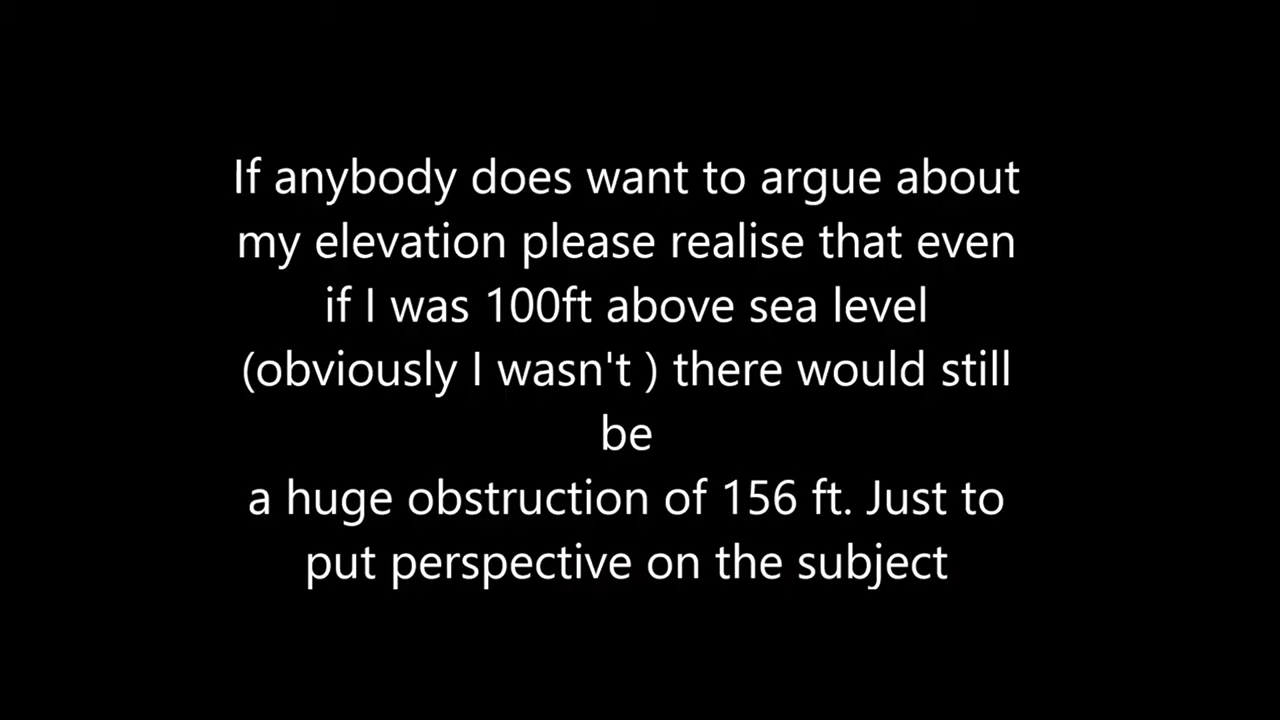 If anybody does want to argue about
my elevation please realise that even
if I was 100ft above sea level
(obviously I wasn't ) there would still
be
a huge obstruction of 156 ft. Just to
put perspective on the subject